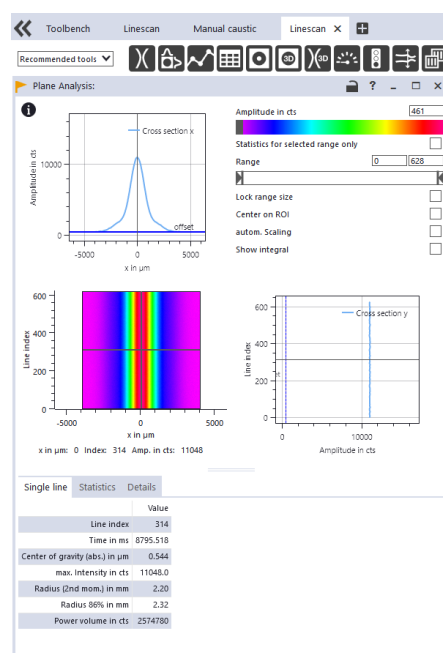 Toolbench Linescan Manual caustic Linescan
Recommended tools
3D 3D
Plane Analysis:
Amplitude in cts 461
Statistics for selected range only
Range 0 628
Lock range size
Center on ROI
autom. Scaling
Show integral
Cross section x
Amplitude in cts
10000
0
offset
-5000 0 5000
x in µm
600
400
200
0
Line index
-5000 0 5000
x in µm
x in µm: 0 Index: 314 Amp. in cts: 11048
Cross section y
600
400
200
0
Line index
0 10000
Amplitude in cts
Single line Statistics Details
Value
Line index 314
Time in ms 8795.518
Center of gravity (abs.) in µm 0.544
max. Intensity in cts 11048.0
Radius (2nd mom.) in mm 2.20
Radius 86% in mm 2.32
Power volume in cts 2574780